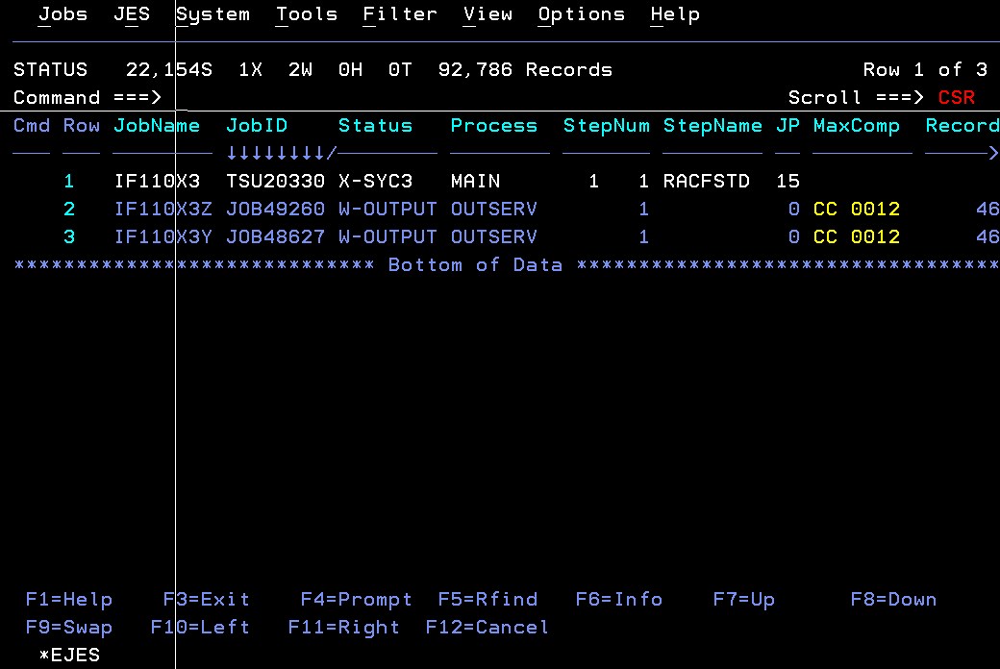 Jobs JES System Tools Filter View Options Help
STATUS 22,154S 1X 2W 0H 0T 92,786 Records Row 1 of 3
Command ===> Scroll ===> CSR
Cmd Row JobName JobID Status Process StepNum StepName JP MaxComp Record
↓↓↓↓↓↓↓↓/ >
1 IF110X3 TSU20330 X-SYC3 MAIN 1 1 RACFSTD 15
2 IF110X3Z JOB49260 W-OUTPUT OUTSERV 1 0 CC 0012 46
3 IF110X3Y JOB48627 W-OUTPUT OUTSERV 1 0 CC 0012 46
***************************** Bottom of Data **********************************
F1=Help F3=Exit F4=Prompt F5=Rfind F6=Info F7=Up F8=Down
F9=Swap F10=Left F11=Right F12=Cancel
*EJES